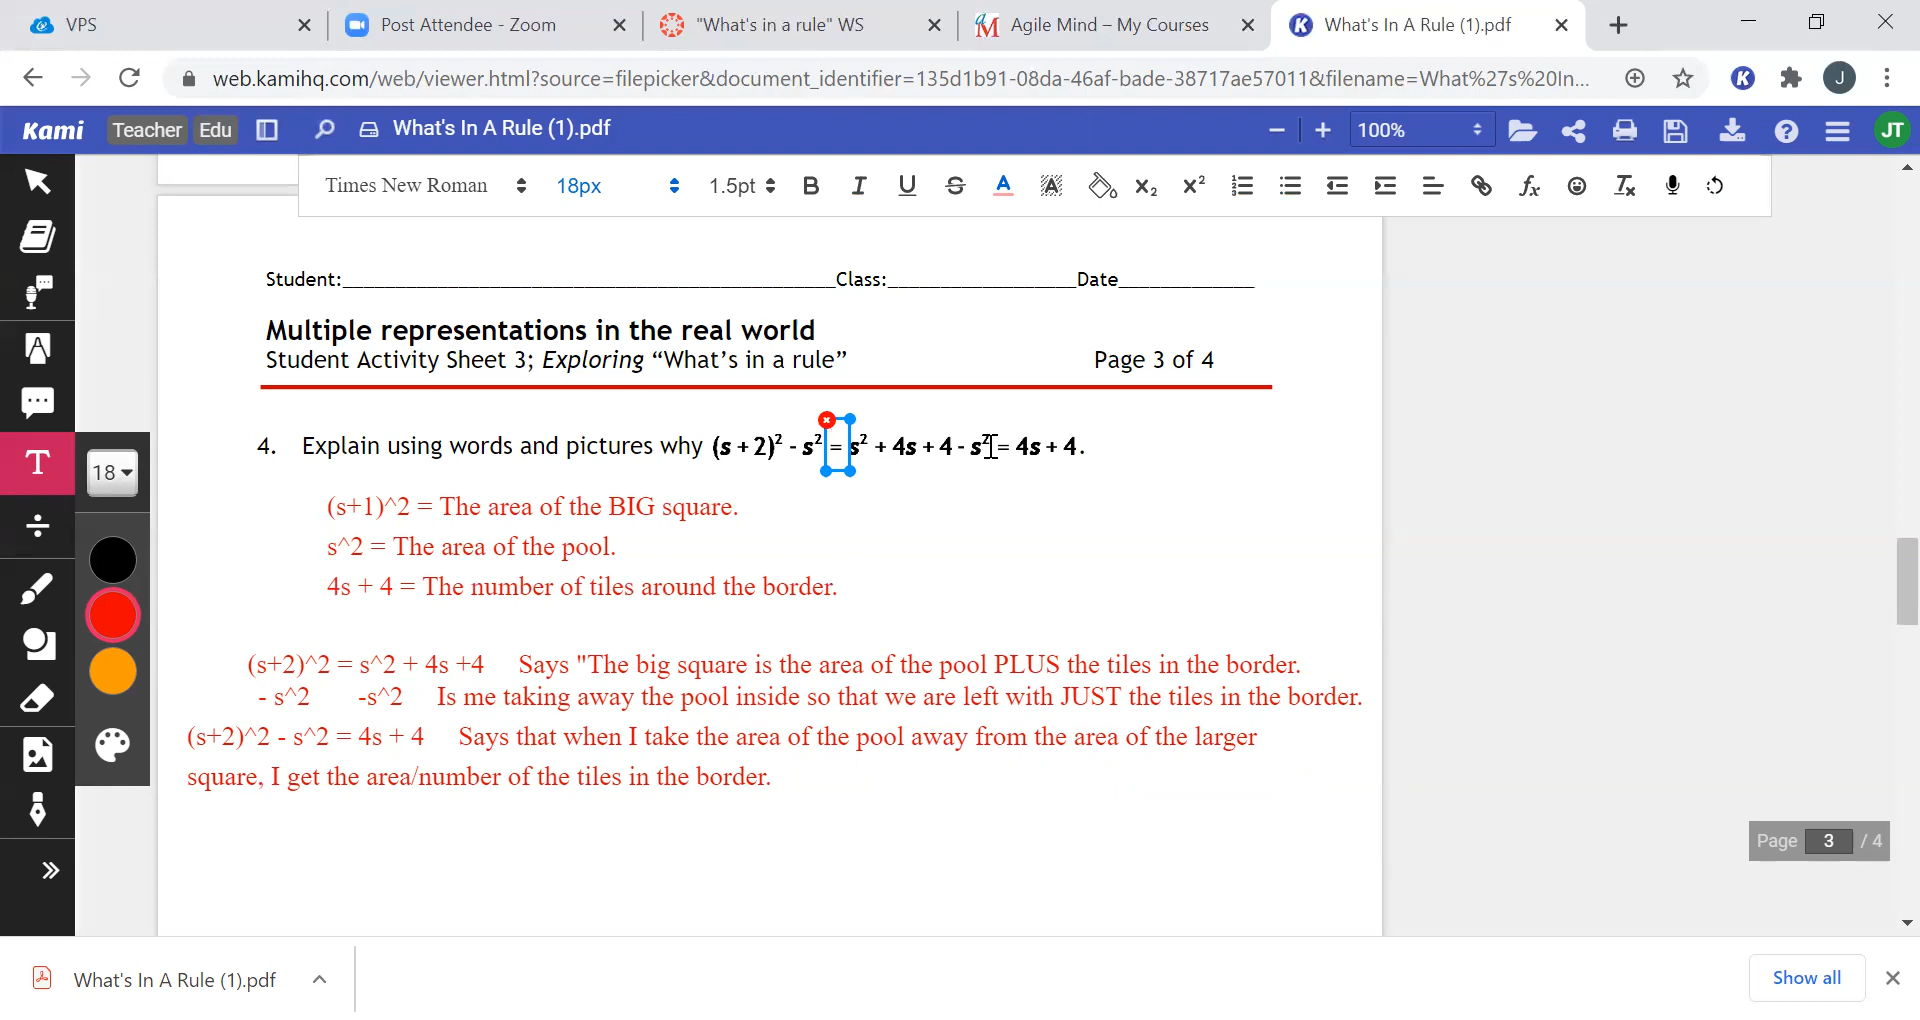 VPS
Post Attendee - Zoom
"What's in a rule" WS
Agile Mind – My Courses
What's In A Rule (1).pdf
web.kamihq.com/web/viewer.html?source=filepicker&document_identifier=135d1b91-08da-46af-bade-38717ae57011&filename=What%27s%20In...
J
Kami Teacher Edu What's In A Rule (1).pdf 100% JT
Times New Roman 18px 1.5pt B I U S A A X₂ X² fx Tx
Student: Class: Date
Multiple representations in the real world
Student Activity Sheet 3; Exploring “What’s in a rule” Page 3 of 4
4. Explain using words and pictures why (s + 2)² - s² = s² + 4s + 4 - s² = 4s + 4.
T 18
(s+1)^2 = The area of the BIG square.
s^2 = The area of the pool.
4s + 4 = The number of tiles around the border.
(s+2)^2 = s^2 + 4s +4 Says "The big square is the area of the pool PLUS the tiles in the border.
- s^2 -s^2 Is me taking away the pool inside so that we are left with JUST the tiles in the border.
(s+2)^2 - s^2 = 4s + 4 Says that when I take the area of the pool away from the area of the larger
square, I get the area/number of the tiles in the border.
Page 3 / 4
What's In A Rule (1).pdf
Show all